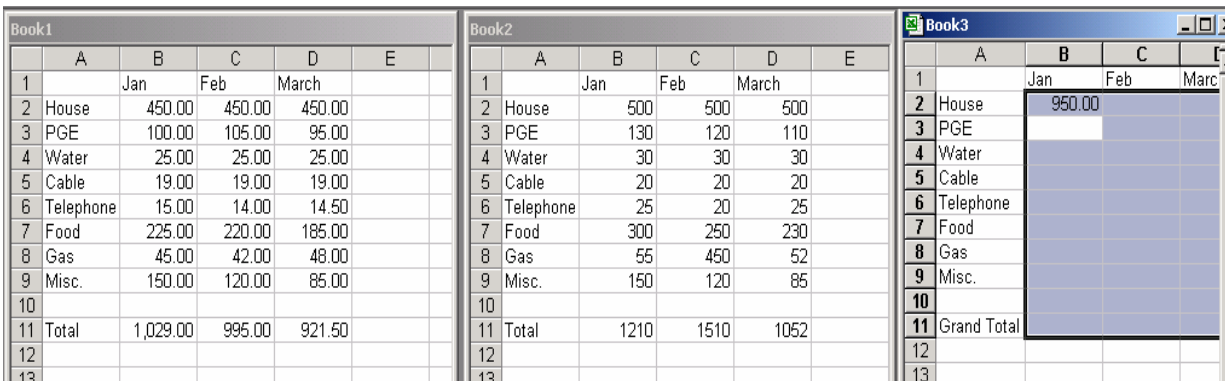 Book1
A B C D E
1 Jan Feb March
2 House 450.00 450.00 450.00
3 PGE 100.00 105.00 95.00
4 Water 25.00 25.00 25.00
5 Cable 19.00 19.00 19.00
6 Telephone 15.00 14.00 14.50
7 Food 225.00 220.00 185.00
8 Gas 45.00 42.00 48.00
9 Misc. 150.00 120.00 85.00
10
11 Total 1,029.00 995.00 921.50
12
13
Book2
A B C D E
1 Jan Feb March
2 House 500 500 500
3 PGE 130 120 110
4 Water 30 30 30
5 Cable 20 20 20
6 Telephone 25 20 25
7 Food 300 250 230
8 Gas 55 450 52
9 Misc. 150 120 85
10
11 Total 1210 1510 1052
12
13
Book3
A B C
1 Jan Feb Marc
2 House 950.00
3 PGE
4 Water
5 Cable
6 Telephone
7 Food
8 Gas
9 Misc.
10
11 Grand Total
12
13